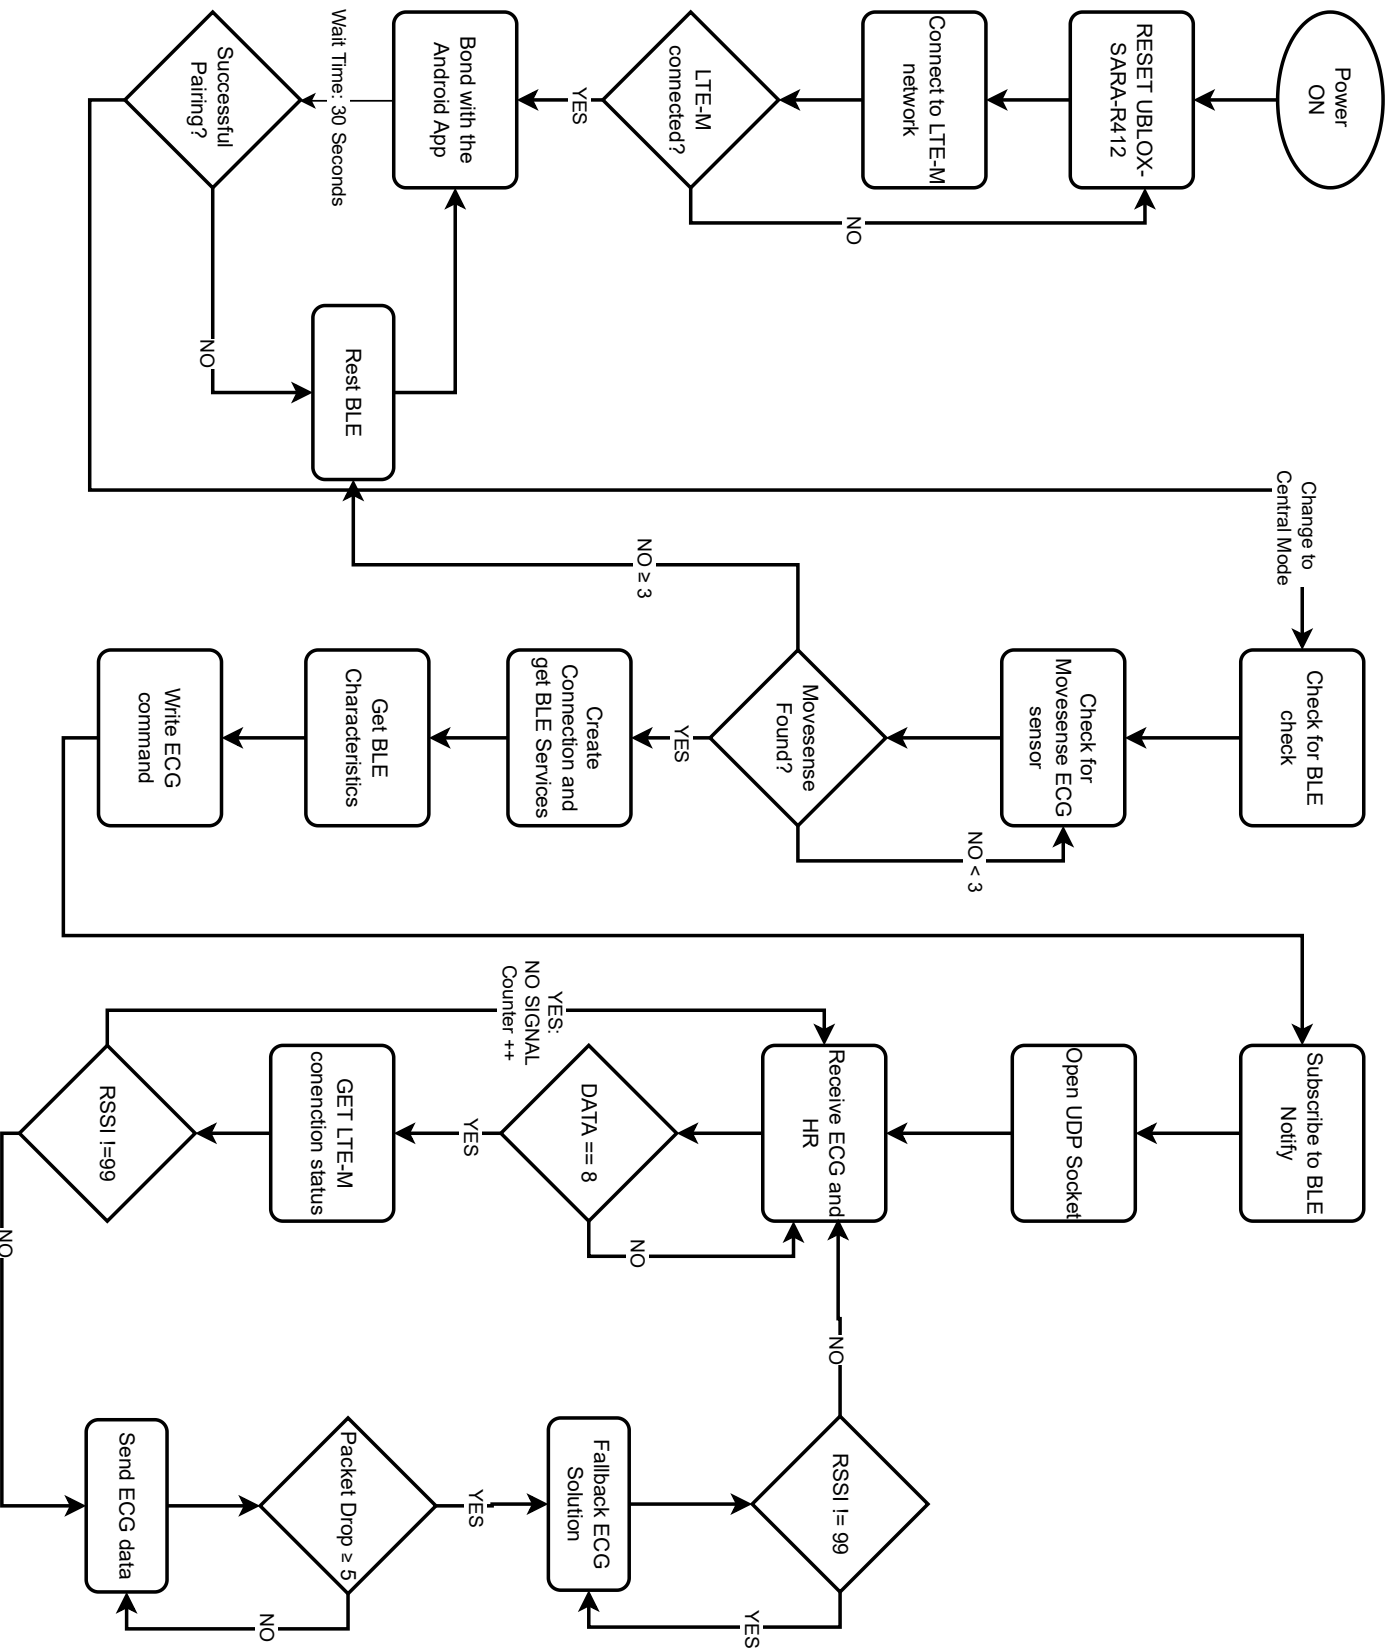 Power
ON
RESET UBLOX-
SARA-R412
Connect to LTE-M
network
LTE-M
connected?
NO
YES
Bond with the
Android App
Wait Time: 30 Seconds
Successful
Pairing?
NO
Rest BLE
Change to
Central Mode
Check for BLE
check
Check for
Movesense ECG
sensor
Movesense
Found?
NO < 3
NO ≥ 3
YES
Create
Connection and
get BLE Services
Get BLE
Characteristics
Write ECG
command
Subscribe to BLE
Notify
Open UDP Socket
Receive ECG and
HR
DATA == 8
NO
YES
GET LTE-M
conenction status
RSSI !=99
YES:
NO SIGNAL
Counter ++
NO
Send ECG data
Packet Drop ≥ 5
NO
YES
Fallback ECG
Solution
RSSI != 99
YES
NO